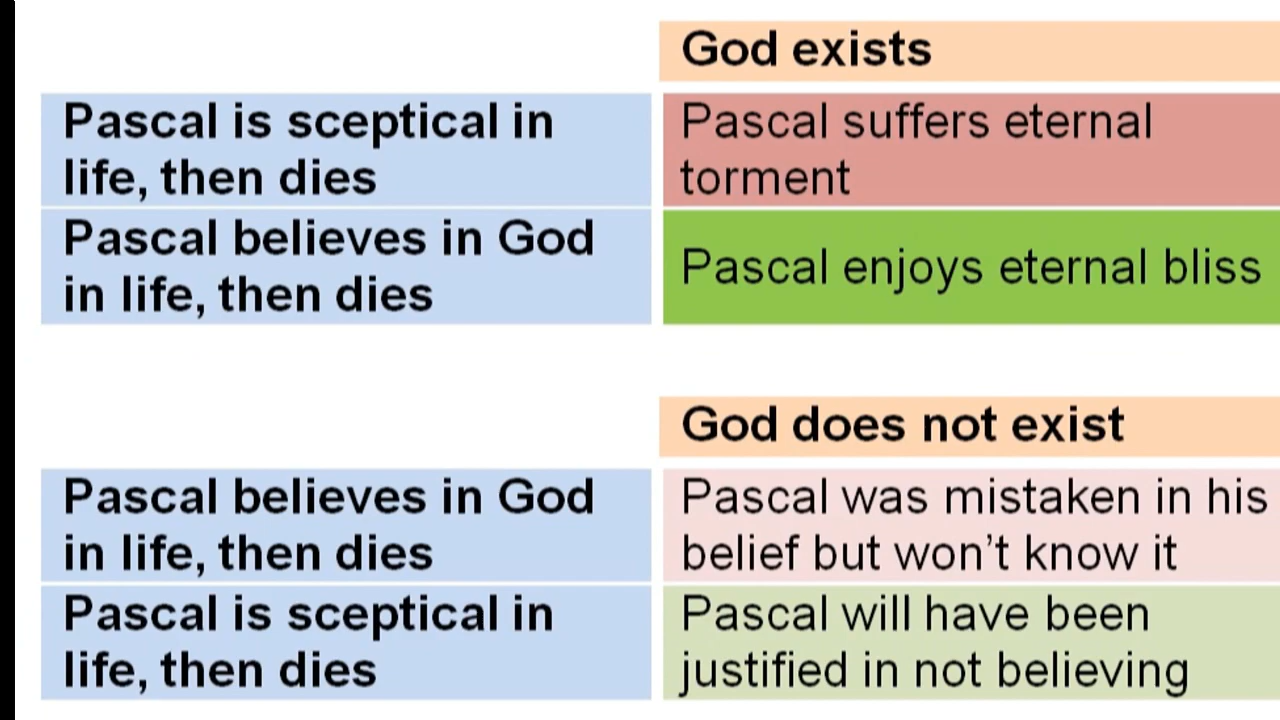 God exists
Pascal is sceptical in
life, then dies
Pascal suffers eternal
torment
Pascal believes in God
in life, then dies
Pascal enjoys eternal bliss
God does not exist
Pascal believes in God
in life, then dies
Pascal was mistaken in his
belief but won’t know it
Pascal is sceptical in
life, then dies
Pascal will have been
justified in not believing